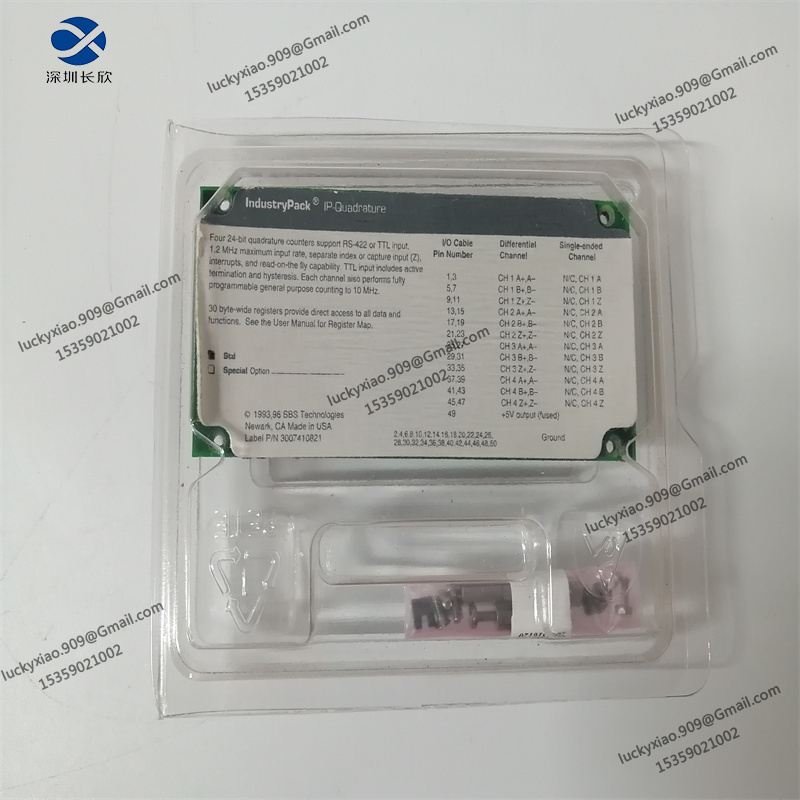 深圳长欣
luckyxiao.909@Gmail.com
15359021002
luckyxiao.909@Gmail.com
15359021002
IndustryPack® IP-Quadrature
Four 24-bit quadrature counters support RS-422 or TTL input,
1.2 MHz maximum input rate, separate index or capture input (Z),
interrupts, and read-on-the fly capability. TTL input includes active
termination and hysteresis. Each channel also performs fully
programmable general purpose counting to 10 MHz.
30 byte-wide registers provide direct access to all data and
functions. See the User Manual for Register Map.
Std
Special Option
© 1993,96 SBS Technologies
Newark, CA Made in USA
Label P/N 3007410821
I/O Cable Differential Single-ended
Pin Number Channel Channel
1,3 CH 1 A+,A– N/C, CH 1 A
5,7 CH 1 B+,B– N/C, CH 1 B
9,11 CH 1 Z+,Z– N/C, CH 1 Z
13,15 CH 2 A+,A– N/C, CH 2 A
17,19 CH 2 B+,B– N/C, CH 2 B
21,23 CH 2 Z+,Z– N/C, CH 2 Z
CH 3 A+,A– N/C, CH 3 A
29,31 CH 3 B+,B– N/C, CH 3 B
33,35 CH 3 Z+,Z– N/C, CH 3 Z
37,39 CH 4 A+,A– N/C, CH 4 A
41,43 CH 4 B+,B– N/C, CH 4 B
45,47 CH 4 Z+,Z– N/C, CH 4 Z
49 +5V output (fused)
2,4,6,8,10,12,14,16,18,20,22,24,26, Ground
28,30,32,34,36,38,40,42,44,46,48,50
luckyxiao.909@Gmail.com
15359021002
luckyxiao.909@Gmail.com
15359021002
luckyxiao.909@Gmail.com
15359021002
luckyxiao.909@Gmail.com
15359021002
luckyxiao.909@Gmail.com
15359021002
luckyxiao.909@Gmail.com
15359021002